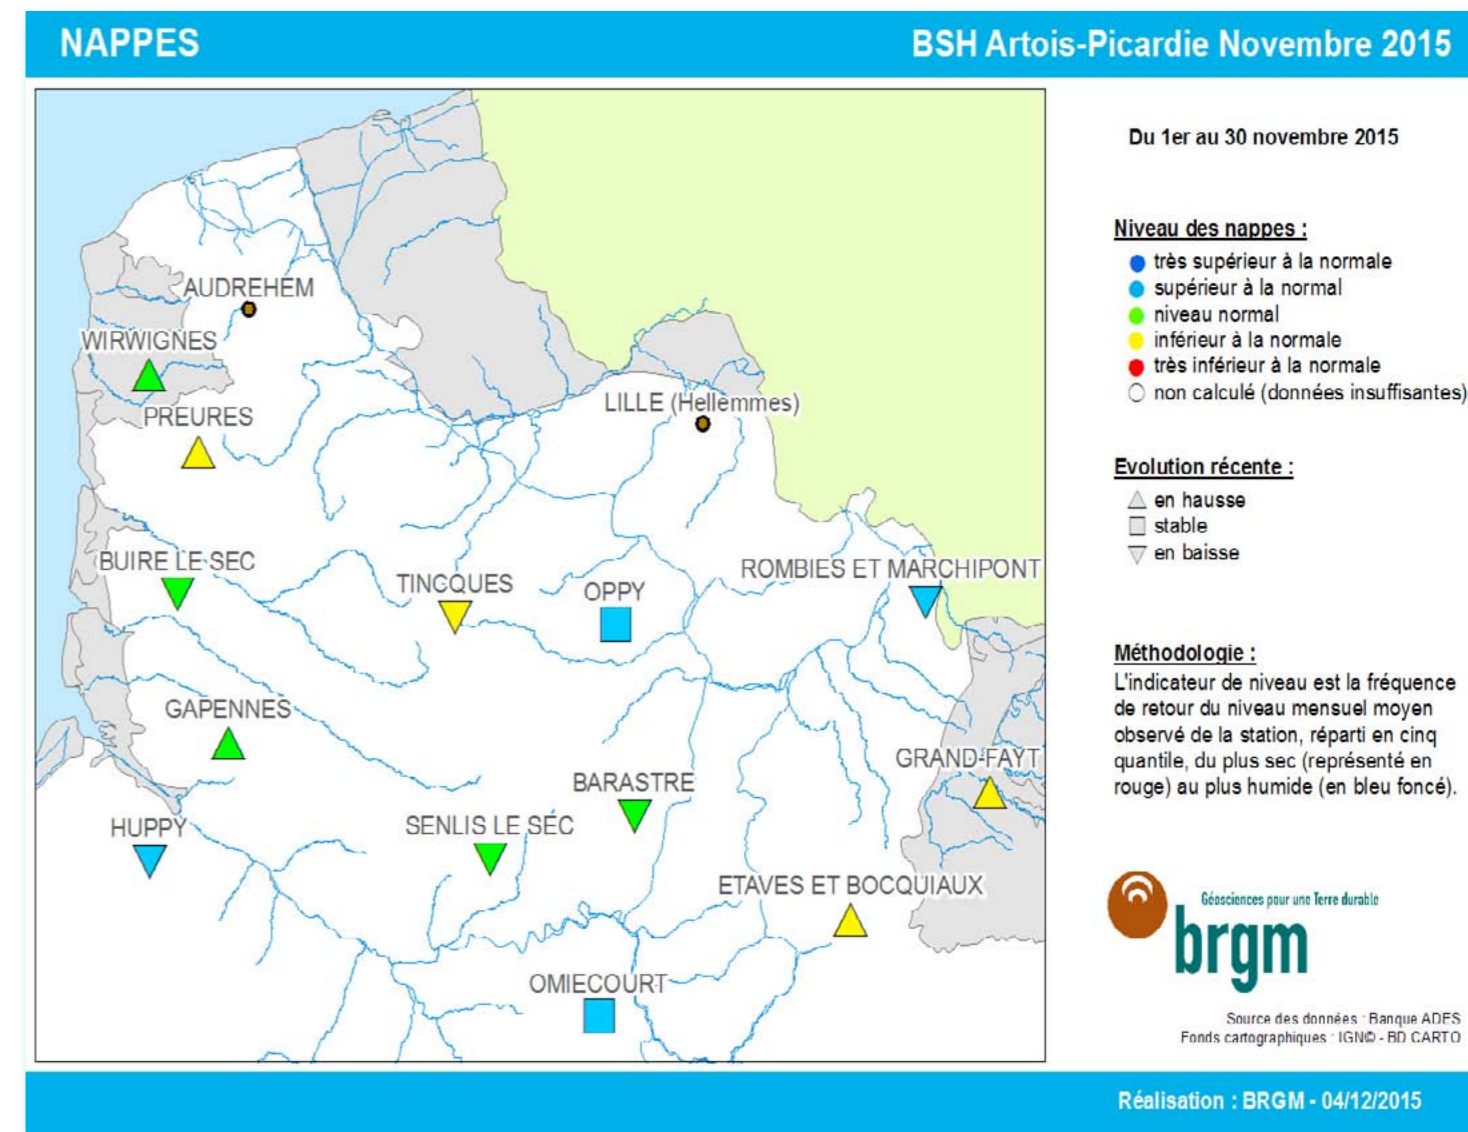 NAPPES
BSH Artois-Picardie Novembre 2015
AUDREHEM
WIRWIGNES
PREURES
LILLE (Hellemmes)
BUIRE LE SEC
TINCQUES
OPPY
ROMBIES ET MARCHIPONT
GAPENNES
GRAND-FAYT
BARASTRE
HUPPY
SENLIS LE SEC
ETAVES ET BOCQUIAUX
OMIECOURT
Du 1er au 30 novembre 2015
Niveau des nappes :
très supérieur à la normale
supérieur à la normal
niveau normal
inférieur à la normale
très inférieur à la normale
non calculé (données insuffisantes)
Evolution récente :
en hausse
stable
en baisse
Méthodologie :
L'indicateur de niveau est la fréquence
de retour du niveau mensuel moyen
observé de la station, réparti en cinq
quantile, du plus sec (représenté en
rouge) au plus humide (en bleu foncé).
Géosciences pour une Terre durable
brgm
Source des données : Banque ADES
Fonds cartographiques : IGN© - BD CARTO
Réalisation : BRGM - 04/12/2015